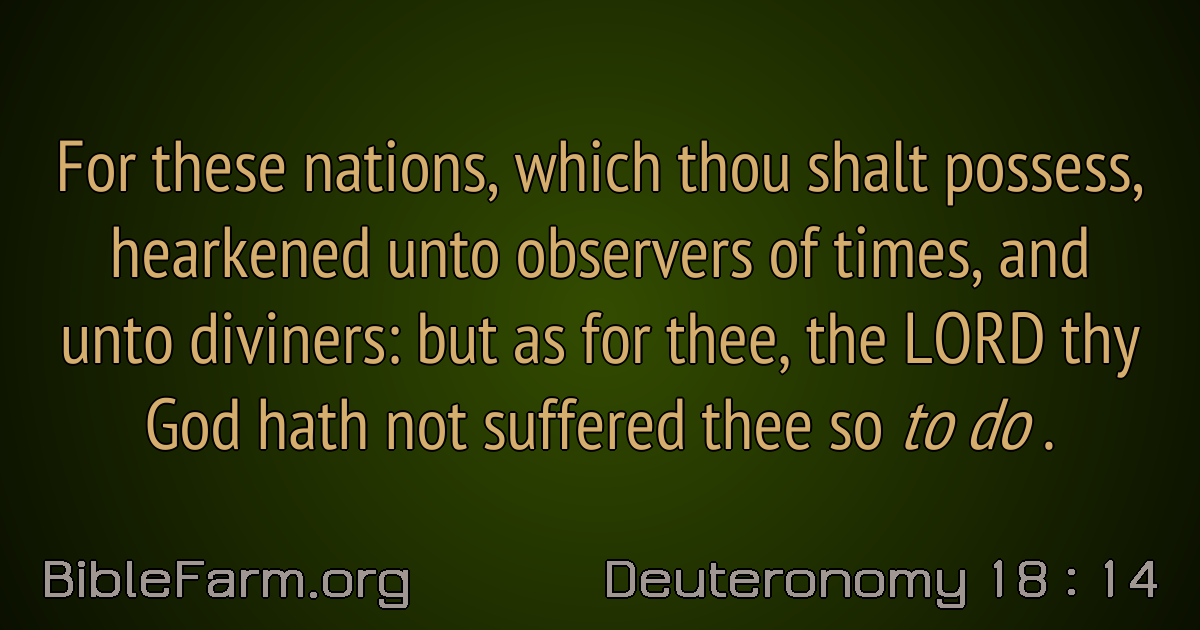 For these nations, which thou shalt possess,
hearkened unto observers of times, and
unto diviners: but as for thee, the LORD thy
God hath not suffered thee so to do .
BibleFarm.org
Deuteronomy 18 : 14